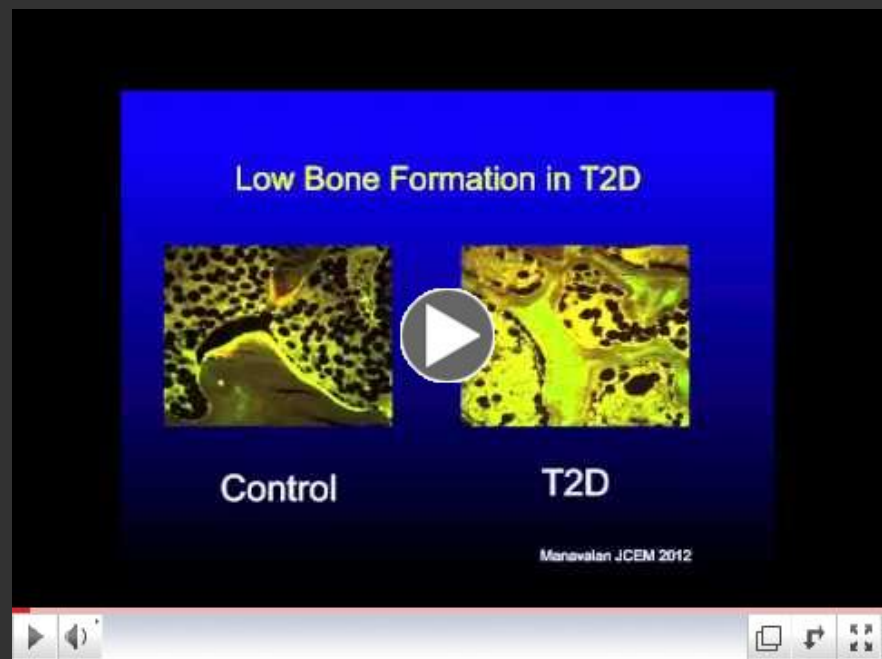 Low Bone Formation in T2D
Control
T2D
Manavalan JCEM 2012